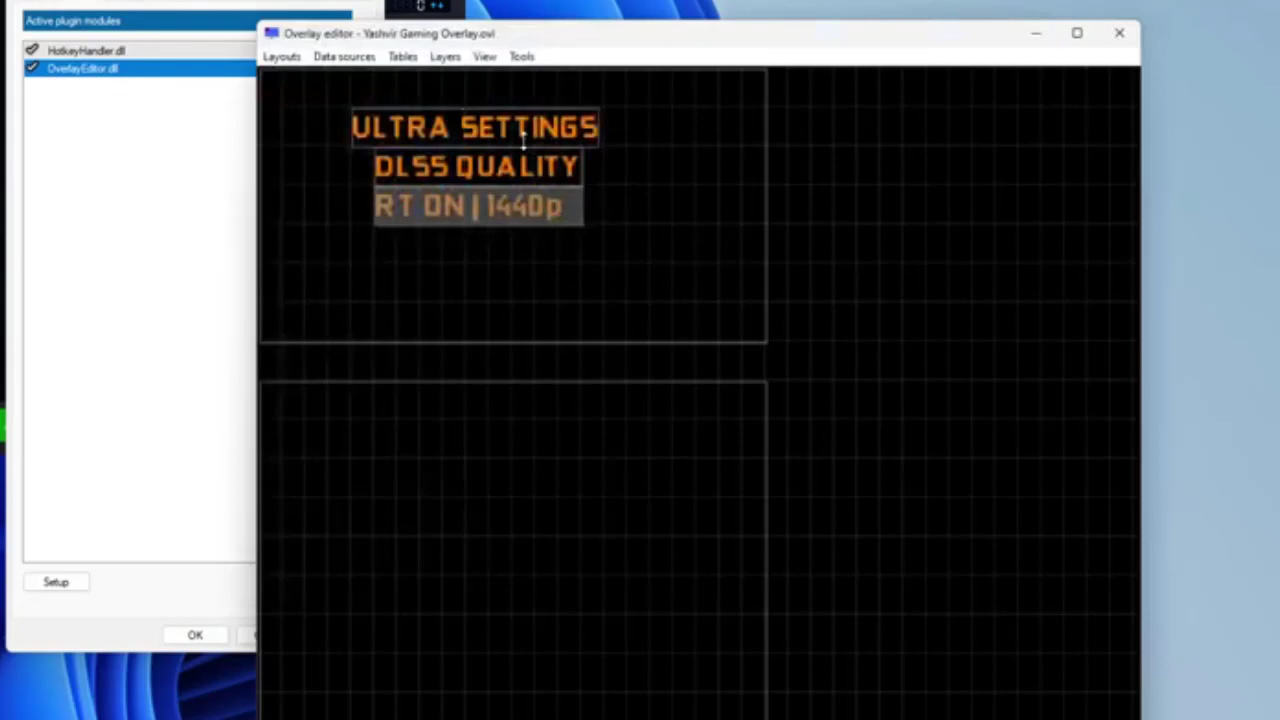 0
Active plugin modules
HotkeyHandler.dll
OverlayEditor.dll
Setup
OK
Overlay editor - Yashvir Gaming Overlay.ovl
Layouts Data sources Tables Layers View Tools
ULTRA SETTINGS
DLSS QUALITY
RT ON | 1440p